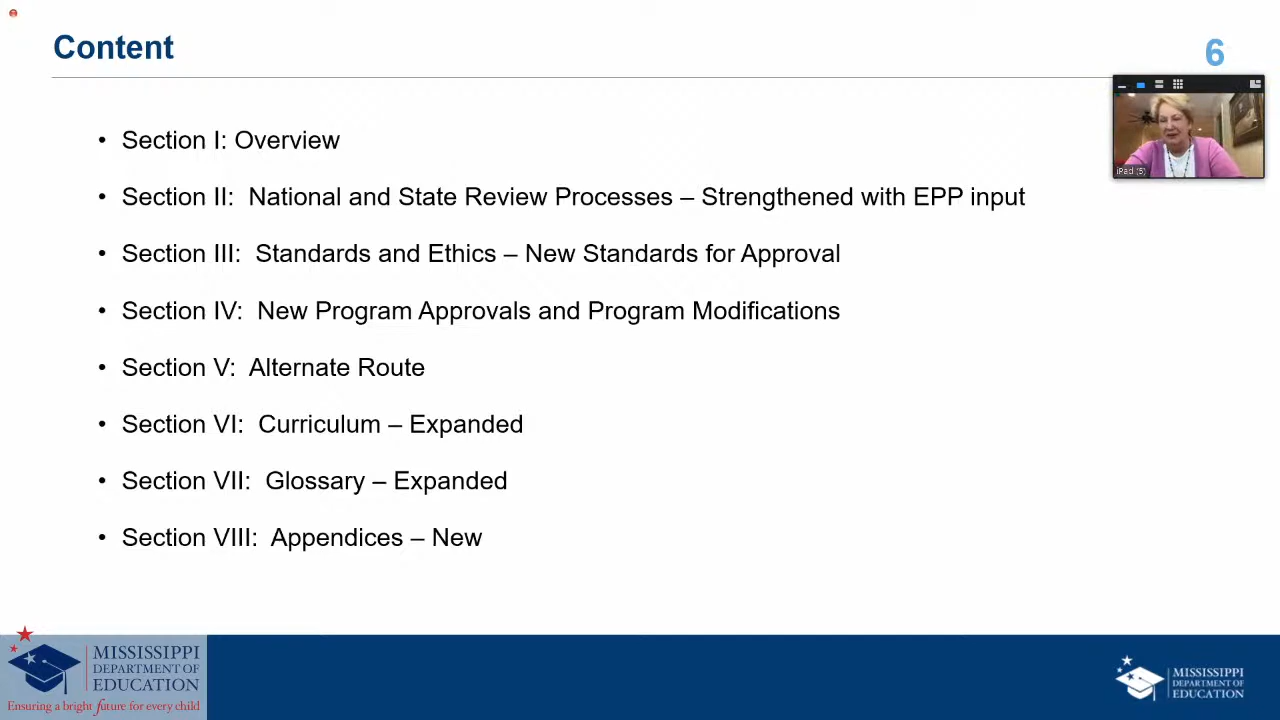 Content
6
• Section I: Overview
• Section II:  National and State Review Processes – Strengthened with EPP input
• Section III:  Standards and Ethics – New Standards for Approval
• Section IV:  New Program Approvals and Program Modifications
• Section V:  Alternate Route
• Section VI:  Curriculum – Expanded
• Section VII:  Glossary – Expanded
• Section VIII:  Appendices – New
iPad (5)
MISSISSIPPI
DEPARTMENT OF
EDUCATION
Ensuring a bright future for every child
MISSISSIPPI
DEPARTMENT OF
EDUCATION